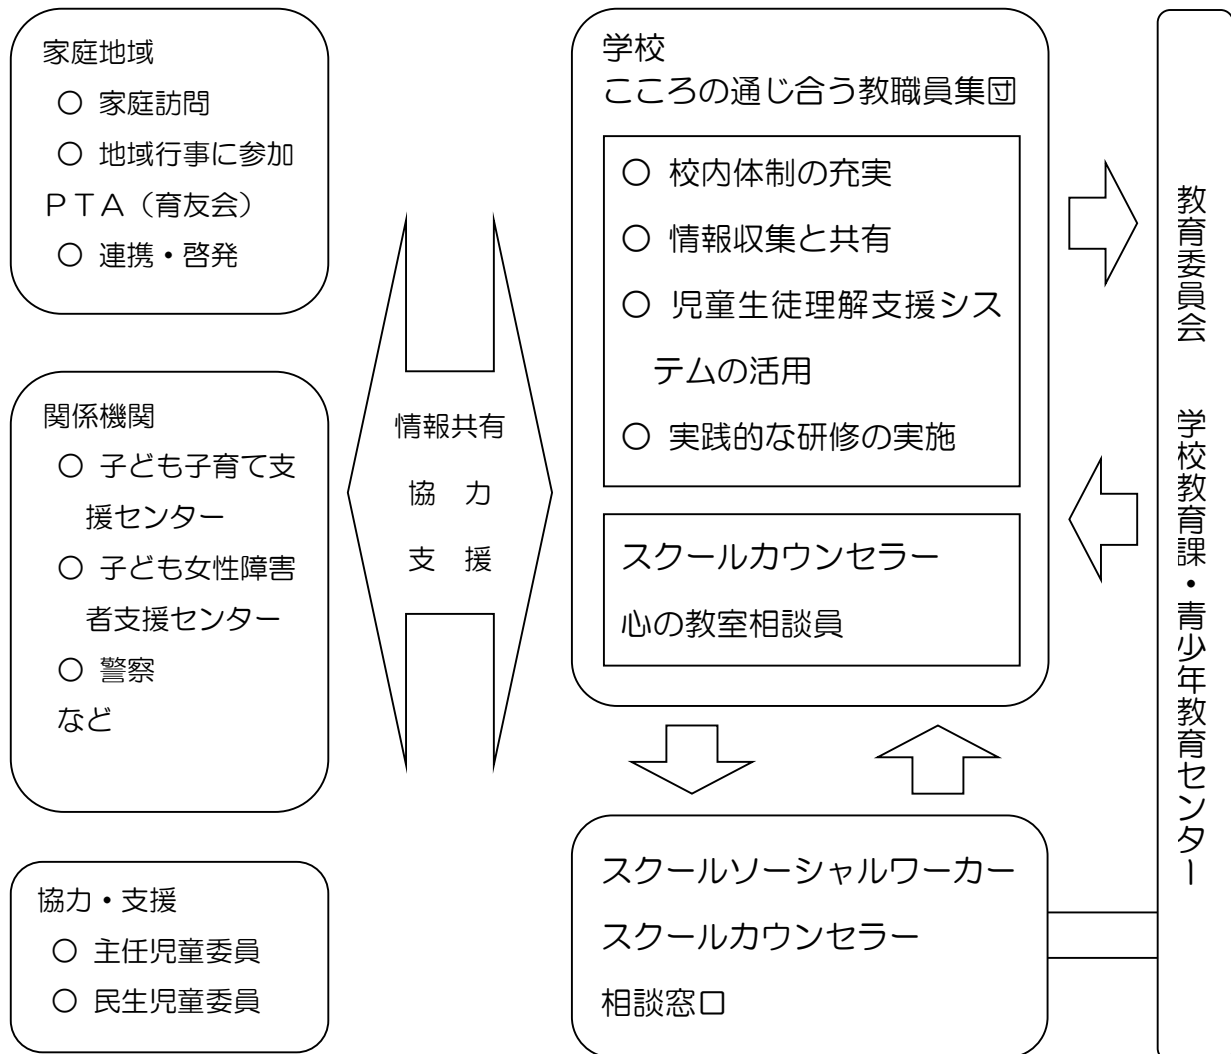 家庭地域
○ 家庭訪問
○ 地域行事に参加
ＰＴＡ（育友会）
○ 連携・啓発
関係機関
○ 子ども子育て支
援センター
○ 子ども女性障害
者支援センター
○ 警察
など
協力・支援
○ 主任児童委員
○ 民生児童委員
情報共有
協　力
支　援
学校
こころの通じ合う教職員集団
○ 校内体制の充実
○ 情報収集と共有
○ 児童生徒理解支援シス
テムの活用
○ 実践的な研修の実施
スクールカウンセラー
心の教室相談員
スクールソーシャルワーカー
スクールカウンセラー
相談窓口
教育委員会　学校教育課・青少年教育センター